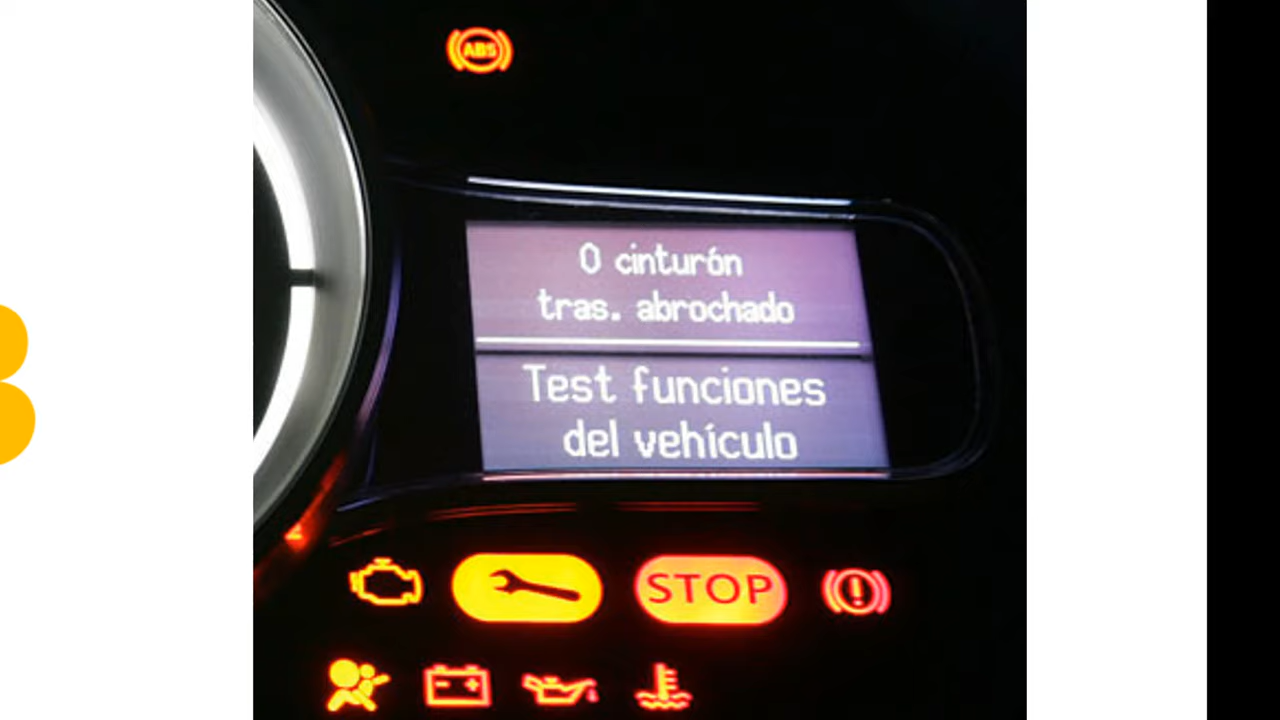 ABS
0 cinturón
tras. abrochado
Test funciones
del vehículo
STOP